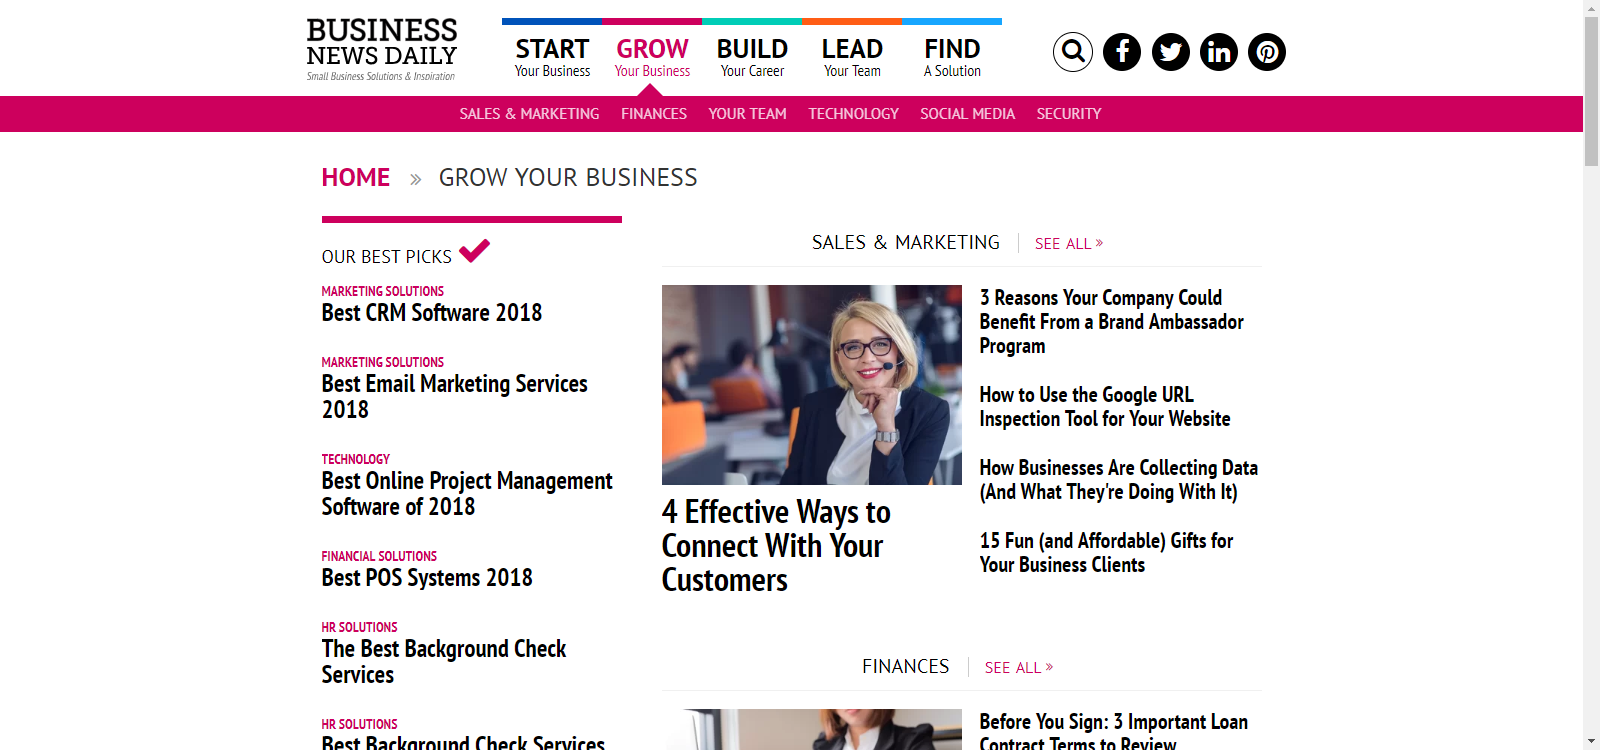 BUSINESS
NEWS DAILY
Small Business Solutions & Inspiration
START
Your Business
GROW
Your Business
BUILD
Your Career
LEAD
Your Team
FIND
A Solution
SALES & MARKETING
FINANCES
YOUR TEAM
TECHNOLOGY
SOCIAL MEDIA
SECURITY
HOME » GROW YOUR BUSINESS
OUR BEST PICKS
MARKETING SOLUTIONS
Best CRM Software 2018
MARKETING SOLUTIONS
Best Email Marketing Services
2018
TECHNOLOGY
Best Online Project Management
Software of 2018
FINANCIAL SOLUTIONS
Best POS Systems 2018
HR SOLUTIONS
The Best Background Check
Services
HR SOLUTIONS
Best Background Check Services
SALES & MARKETING
SEE ALL »
4 Effective Ways to
Connect With Your
Customers
3 Reasons Your Company Could
Benefit From a Brand Ambassador
Program
How to Use the Google URL
Inspection Tool for Your Website
How Businesses Are Collecting Data
(And What They're Doing With It)
15 Fun (and Affordable) Gifts for
Your Business Clients
FINANCES
SEE ALL »
Before You Sign: 3 Important Loan
Contract Terms to Review